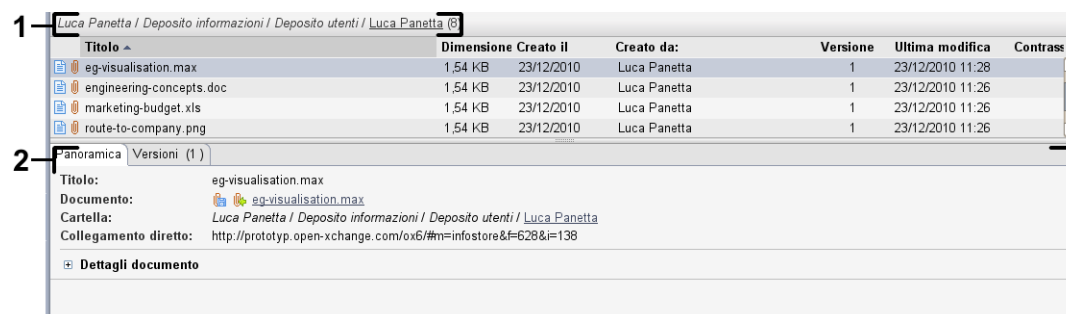 1
Luca Panetta / Deposito informazioni / Deposito utenti / Luca Panetta (8)
Titolo Dimensione Creato il Creato da: Versione Ultima modifica Contrass
eg-visualisation.max 1,54 KB 23/12/2010 Luca Panetta 1 23/12/2010 11:28
engineering-concepts.doc 1,54 KB 23/12/2010 Luca Panetta 1 23/12/2010 11:26
marketing-budget.xls 1,54 KB 23/12/2010 Luca Panetta 1 23/12/2010 11:26
route-to-company.png 1,54 KB 23/12/2010 Luca Panetta 1 23/12/2010 11:26
2
Panoramica Versioni (1 )
Titolo: eg-visualisation.max
Documento: eg-visualisation.max
Cartella: Luca Panetta / Deposito informazioni / Deposito utenti / Luca Panetta
Collegamento diretto: http://prototyp.open-xchange.com/ox6/#m=infostore&f=628&i=138
Dettagli documento